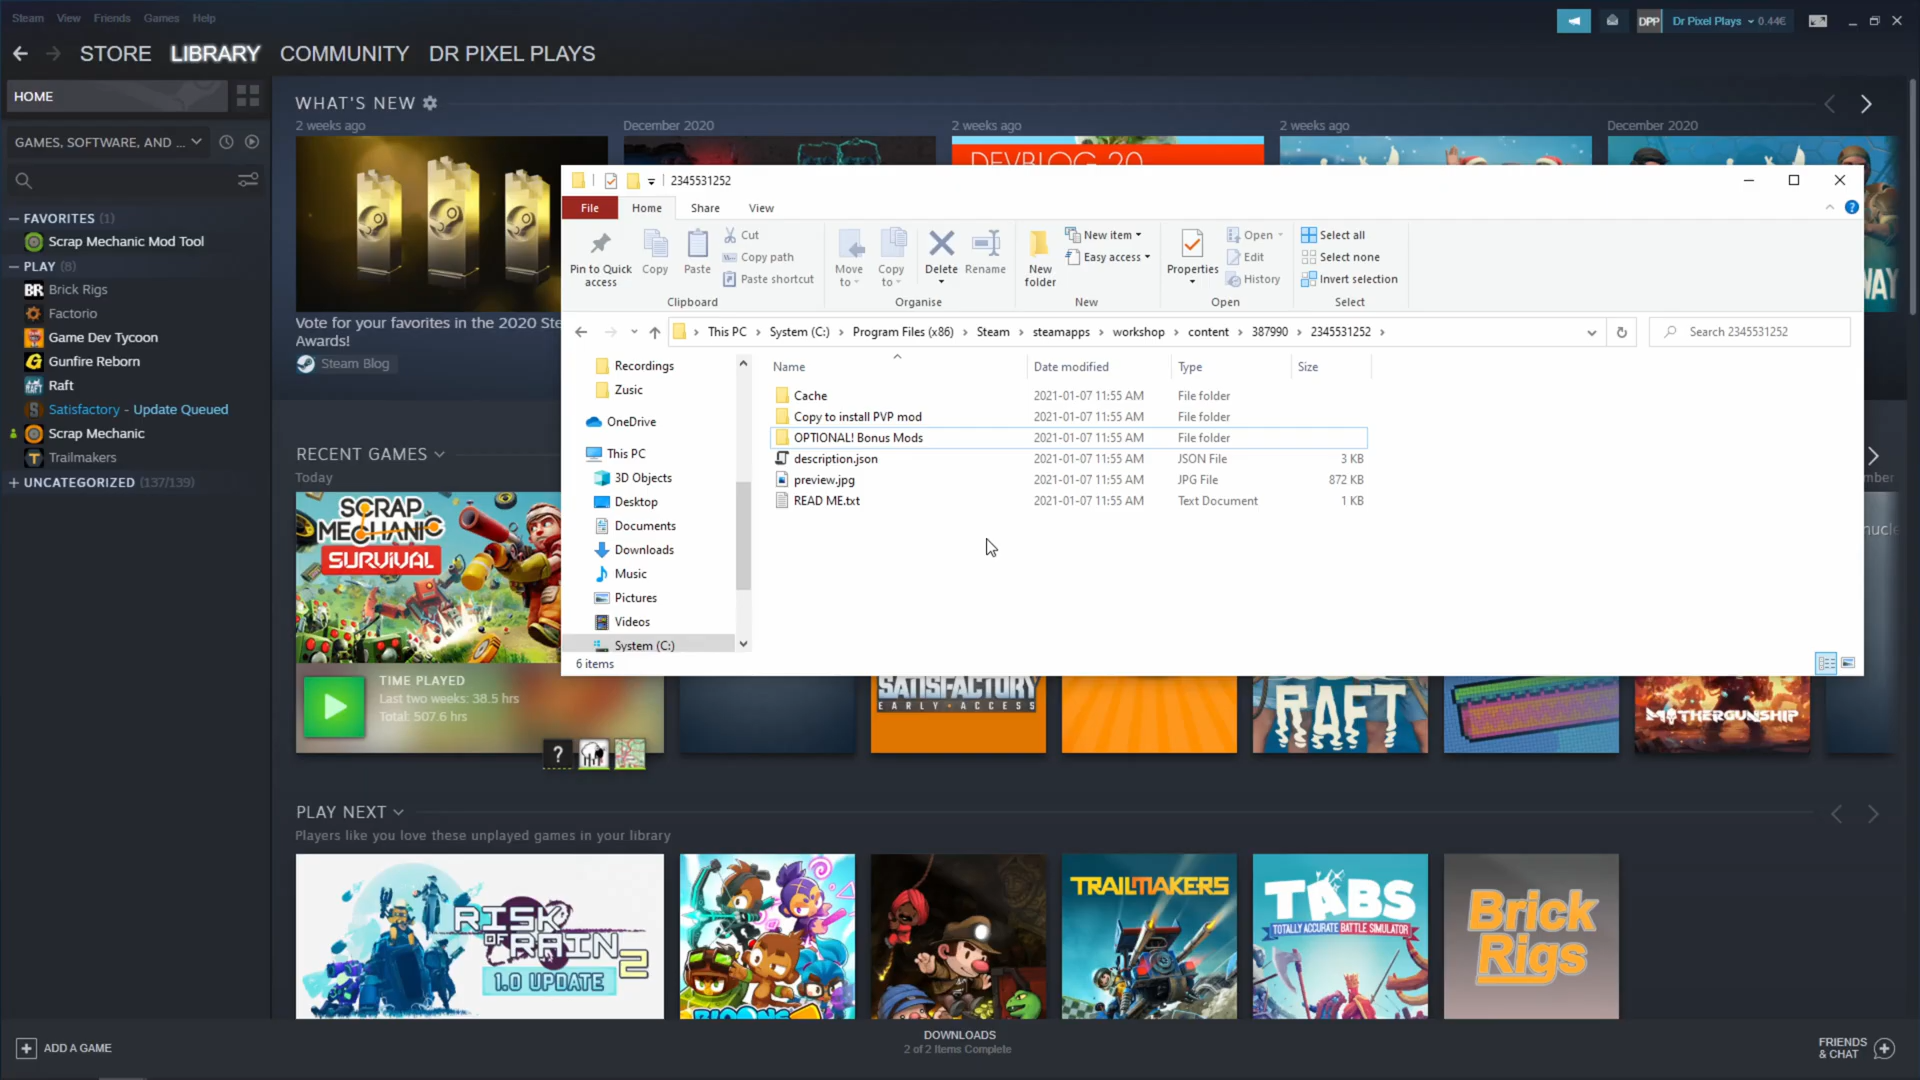 Steam View Friends Games Help
DPP Dr Pixel Plays 0.44€
STORE LIBRARY COMMUNITY DR PIXEL PLAYS
HOME
GAMES, SOFTWARE, AND ...
FAVORITES (1)
Scrap Mechanic Mod Tool
PLAY (8)
BR Brick Rigs
Factorio
Game Dev Tycoon
Gunfire Reborn
Raft
Satisfactory - Update Queued
Scrap Mechanic
Trailmakers
UNCATEGORIZED (137/139)
WHAT'S NEW
2 weeks ago
December 2020
2 weeks ago
2 weeks ago
December 2020
DEVBLOG 20
WAY
Vote for your favorites in the 2020 Ste
Awards!
Steam Blog
2345531252
File Home Share View
Pin to Quick access
Copy
Paste
Cut
Copy path
Paste shortcut
Clipboard
Move to
Copy to
Delete
Rename
Organise
New folder
New item
Easy access
New
Properties
Open
Edit
History
Open
Select all
Select none
Invert selection
Select
This PC System (C:) Program Files (x86) Steam steamapps workshop content 387990 2345531252
Search 2345531252
Recordings
Zusic
OneDrive
This PC
3D Objects
Desktop
Documents
Downloads
Music
Pictures
Videos
System (C:)
Name Date modified Type Size
Cache 2021-01-07 11:55 AM File folder
Copy to install PVP mod 2021-01-07 11:55 AM File folder
OPTIONAL! Bonus Mods 2021-01-07 11:55 AM File folder
description.json 2021-01-07 11:55 AM JSON File 3 KB
preview.jpg 2021-01-07 11:55 AM JPG File 872 KB
READ ME.txt 2021-01-07 11:55 AM Text Document 1 KB
6 items
RECENT GAMES
Today
mber
SCRAP
MECHANIC
SURVIVAL
TIME PLAYED
Last two weeks: 38.5 hrs
Total: 507.6 hrs
?
SATISFACTORY
EARLY ACCESS
RAFT
MOTHERGUNSHIP
PLAY NEXT
Players like you love these unplayed games in your library
RISK
OF RAIN 2
1.0 UPDATE
BLOONS
TRAILMAKERS
TABS
TOTALLY ACCURATE BATTLE SIMULATOR
Brick
Rigs
ADD A GAME
DOWNLOADS
2 of 2 Items Complete
FRIENDS
& CHAT